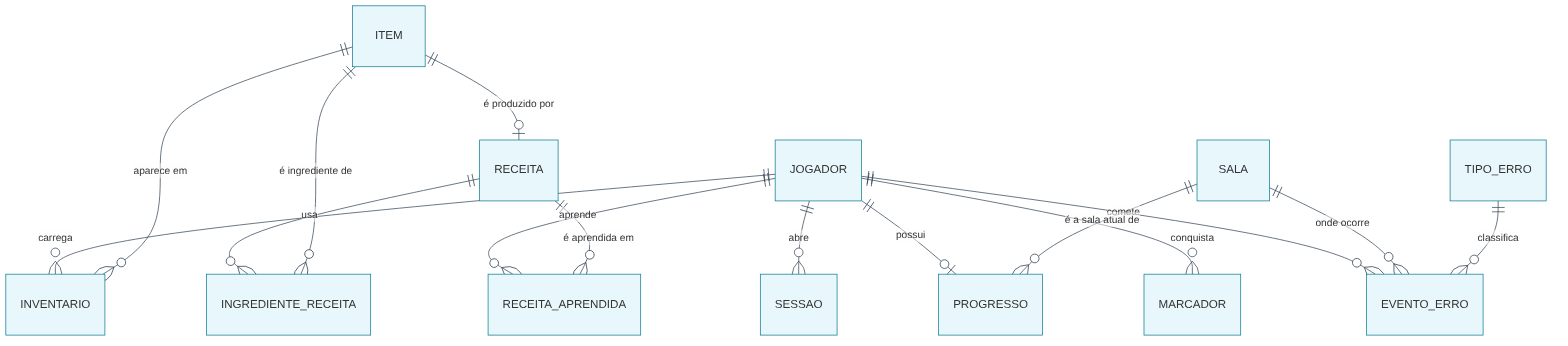 ITEM
é produzido por
RECEITA
JOGADOR
SALA
TIPO_ERRO
aparece em
é ingrediente de
usa
aprende
comete
é a sala atual de
onde ocorre
carrega
é aprendida em
abre
possui
conquista
classifica
INVENTARIO
INGREDIENTE_RECEITA
RECEITA_APRENDIDA
SESSAO
PROGRESSO
MARCADOR
EVENTO_ERRO